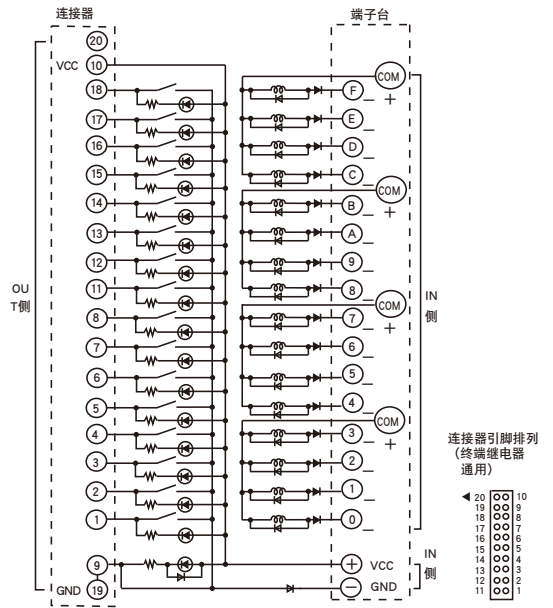 连接器
端子台
20
VCC 10
18
17
16
15
14
13
12
11
8
7
6
5
4
3
2
1
9
GND 19
OU
T侧
COM
+
F −
E −
D −
C −
COM
+
B −
A −
9 −
8 −
COM
+
7 −
6 −
5 −
4 −
COM
+
3 −
2 −
1 −
0 −
IN
侧
+ VCC
− GND
IN
侧
连接器引脚排列
（终端继电器
通用）
◀ 20 10
19 9
18 8
17 7
16 6
15 5
14 4
13 3
12 2
11 1